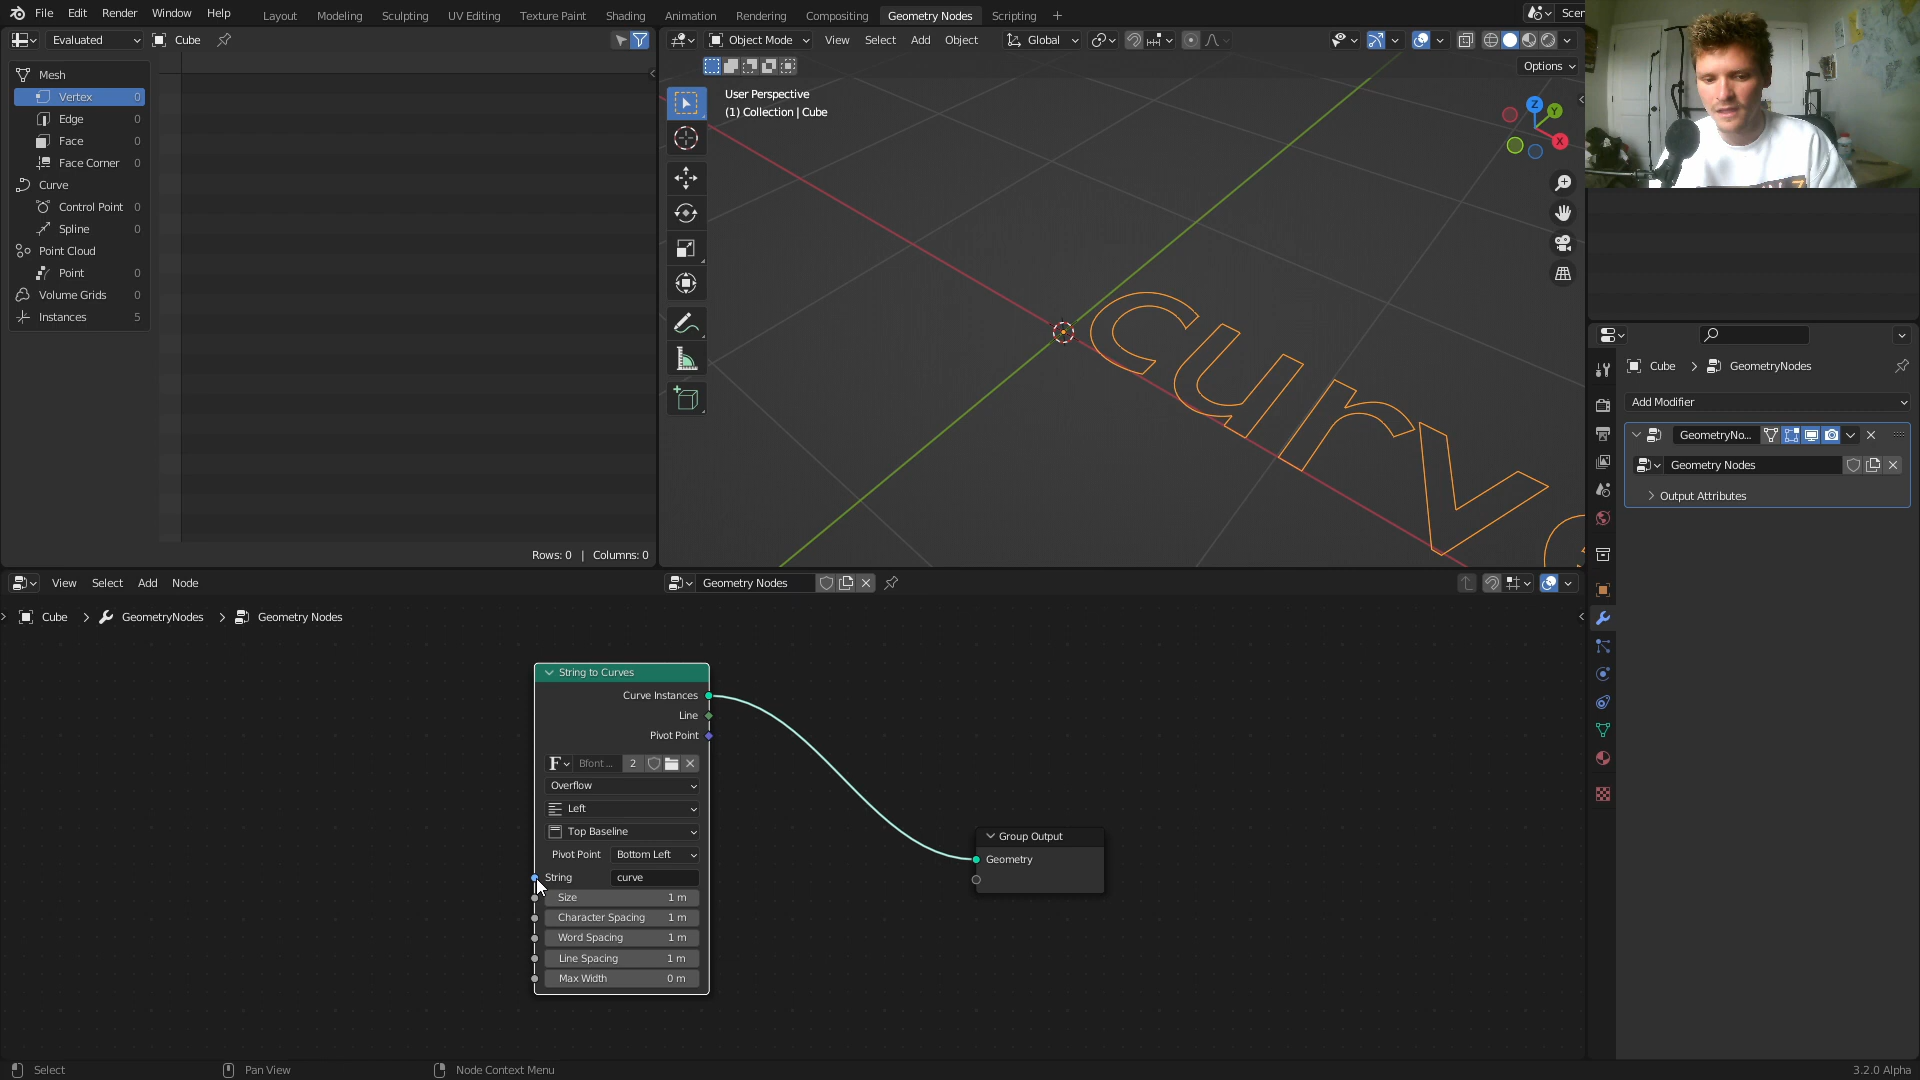 File Edit Render Window Help
Layout Modeling Sculpting UV Editing Texture Paint Shading Animation Rendering Compositing Geometry Nodes Scripting +
Scen
Evaluated Cube
Object Mode View Select Add Object Global
Options
Mesh
Vertex 0
Edge 0
Face 0
Face Corner 0
Curve
Control Point 0
Spline 0
Point Cloud
Point 0
Volume Grids 0
Instances 5
Rows: 0 | Columns: 0
User Perspective
(1) Collection | Cube
Z
Y
X
curv
Cube > GeometryNodes
Add Modifier
GeometryNo...
Geometry Nodes
Output Attributes
View Select Add Node
Geometry Nodes
Cube > GeometryNodes > Geometry Nodes
String to Curves
Curve Instances
Line
Pivot Point
F Bfont ... 2
Overflow
Left
Top Baseline
Pivot Point Bottom Left
String curve
Size 1 m
Character Spacing 1 m
Word Spacing 1 m
Line Spacing 1 m
Max Width 0 m
Group Output
Geometry
Select Pan View Node Context Menu
3.2.0 Alpha